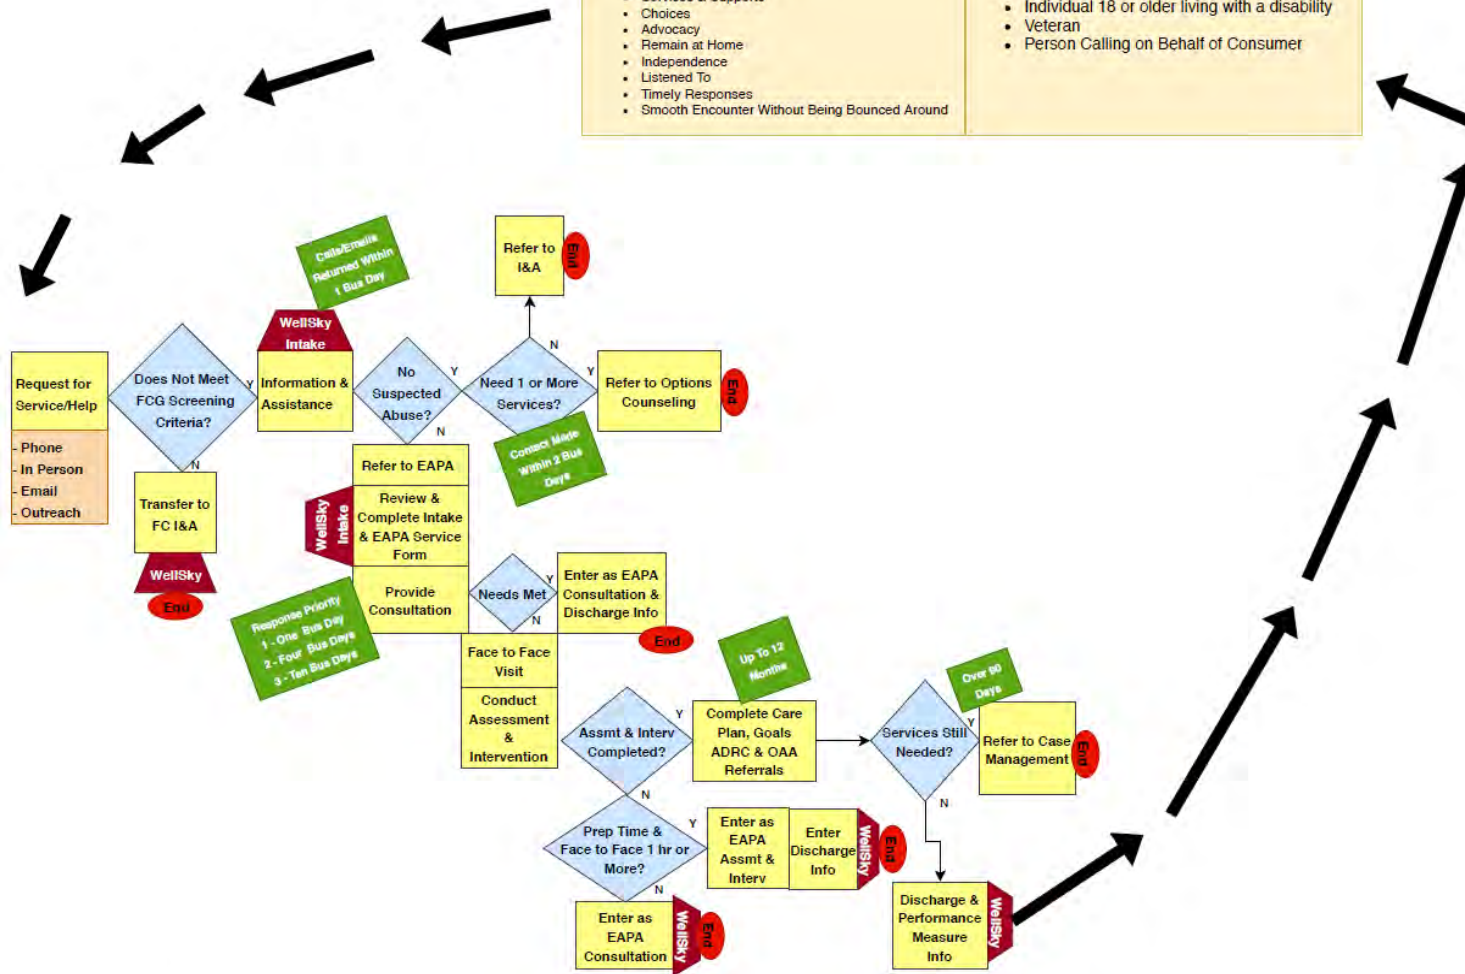 • Choices
• Advocacy
• Remain at Home
• Independence
• Listened To
• Timely Responses
• Smooth Encounter Without Being Bounced Around
• Individual 18 or older living with a disability
• Veteran
• Person Calling on Behalf of Consumer
Calls/Emails
Returned Within
1 Bus Day
Refer to
I&A
End
WellSky
Intake
Request for
Service/Help
- Phone
- In Person
- Email
- Outreach
Does Not Meet
FCG Screening
Criteria?
Y
N
Information &
Assistance
No
Suspected
Abuse?
Y
N
Need 1 or More
Services?
N
Y
Refer to Options
Counseling
End
Contact Made
Within 2 Bus
Days
Transfer to
FC I&A
WellSky
End
Refer to EAPA
WellSky
Intake
Review &
Complete Intake
& EAPA Service
Form
Provide
Consultation
Response Priority
1 - One Bus Day
2 - Four Bus Days
3 - Ten Bus Days
Needs Met
Y
N
Enter as EAPA
Consultation &
Discharge Info
End
Face to Face
Visit
Conduct
Assessment
&
Intervention
Up To 12
Months
Assmt & Interv
Completed?
Y
N
Complete Care
Plan, Goals
ADRC & OAA
Referrals
Services Still
Needed?
Y
N
Over 90
Days
Refer to Case
Management
End
Prep Time &
Face to Face 1 hr or
More?
Y
N
Enter as
EAPA
Assmt &
Interv
Enter
Discharge
Info
WellSky
End
Enter as
EAPA
Consultation
WellSky
End
Discharge &
Performance
Measure
Info
WellSky